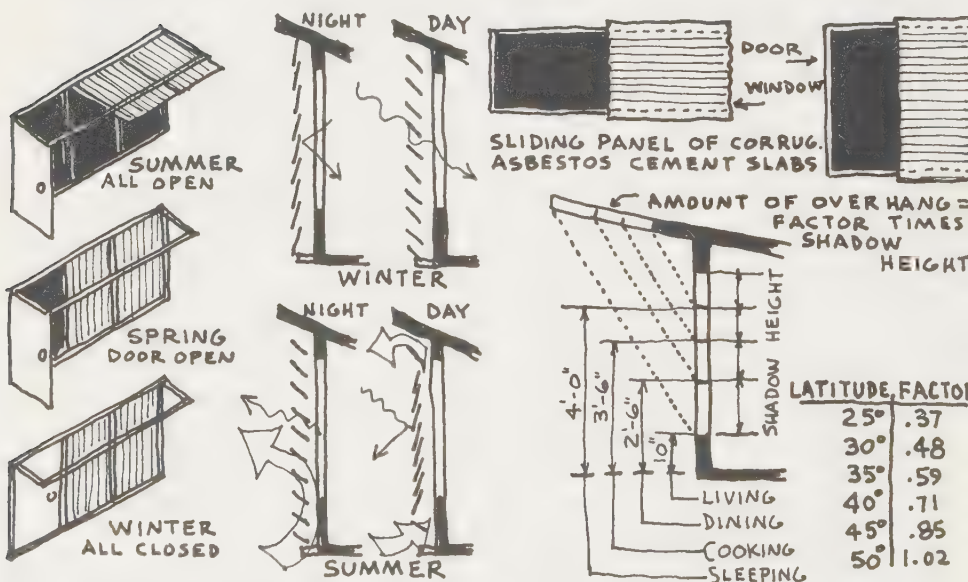 SUMMER
ALL OPEN
SPRING
DOOR OPEN
WINTER
ALL CLOSED
NIGHT
DAY
WINTER
NIGHT
DAY
SUMMER
DOOR
WINDOW
SLIDING PANEL OF CORRUG.
ASBESTOS CEMENT SLABS
AMOUNT OF OVERHANG =
FACTOR TIMES
SHADOW
HEIGHT
SHADOW HEIGHT
4'-0"
3'-6"
2'-6"
10"
LIVING
DINING
COOKING
SLEEPING
LATITUDE FACTOR
25° .37
30° .48
35° .59
40° .71
45° .85
50° 1.02